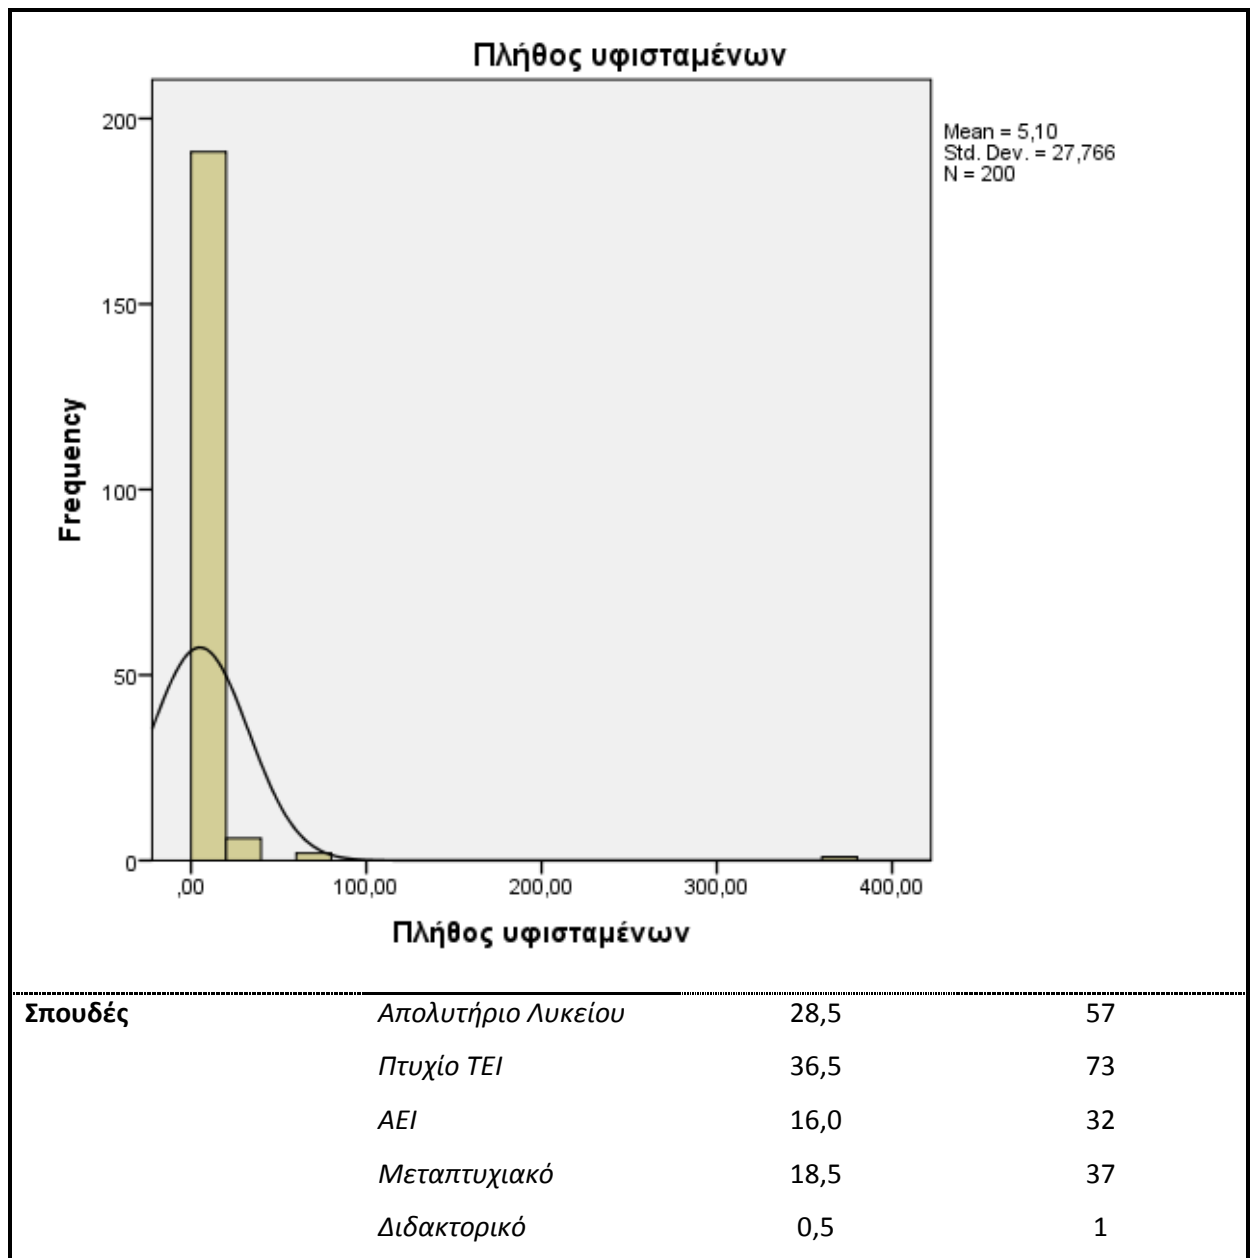 Πλήθος υφισταμένων
Mean = 5,10
Std. Dev. = 27,766
N = 200
200
150
100
50
0
Frequency
,00 100,00 200,00 300,00 400,00
Πλήθος υφισταμένων
Σπουδές Απολυτήριο Λυκείου 28,5 57
Πτυχίο ΤΕΙ 36,5 73
ΑΕΙ 16,0 32
Μεταπτυχιακό 18,5 37
Διδακτορικό 0,5 1